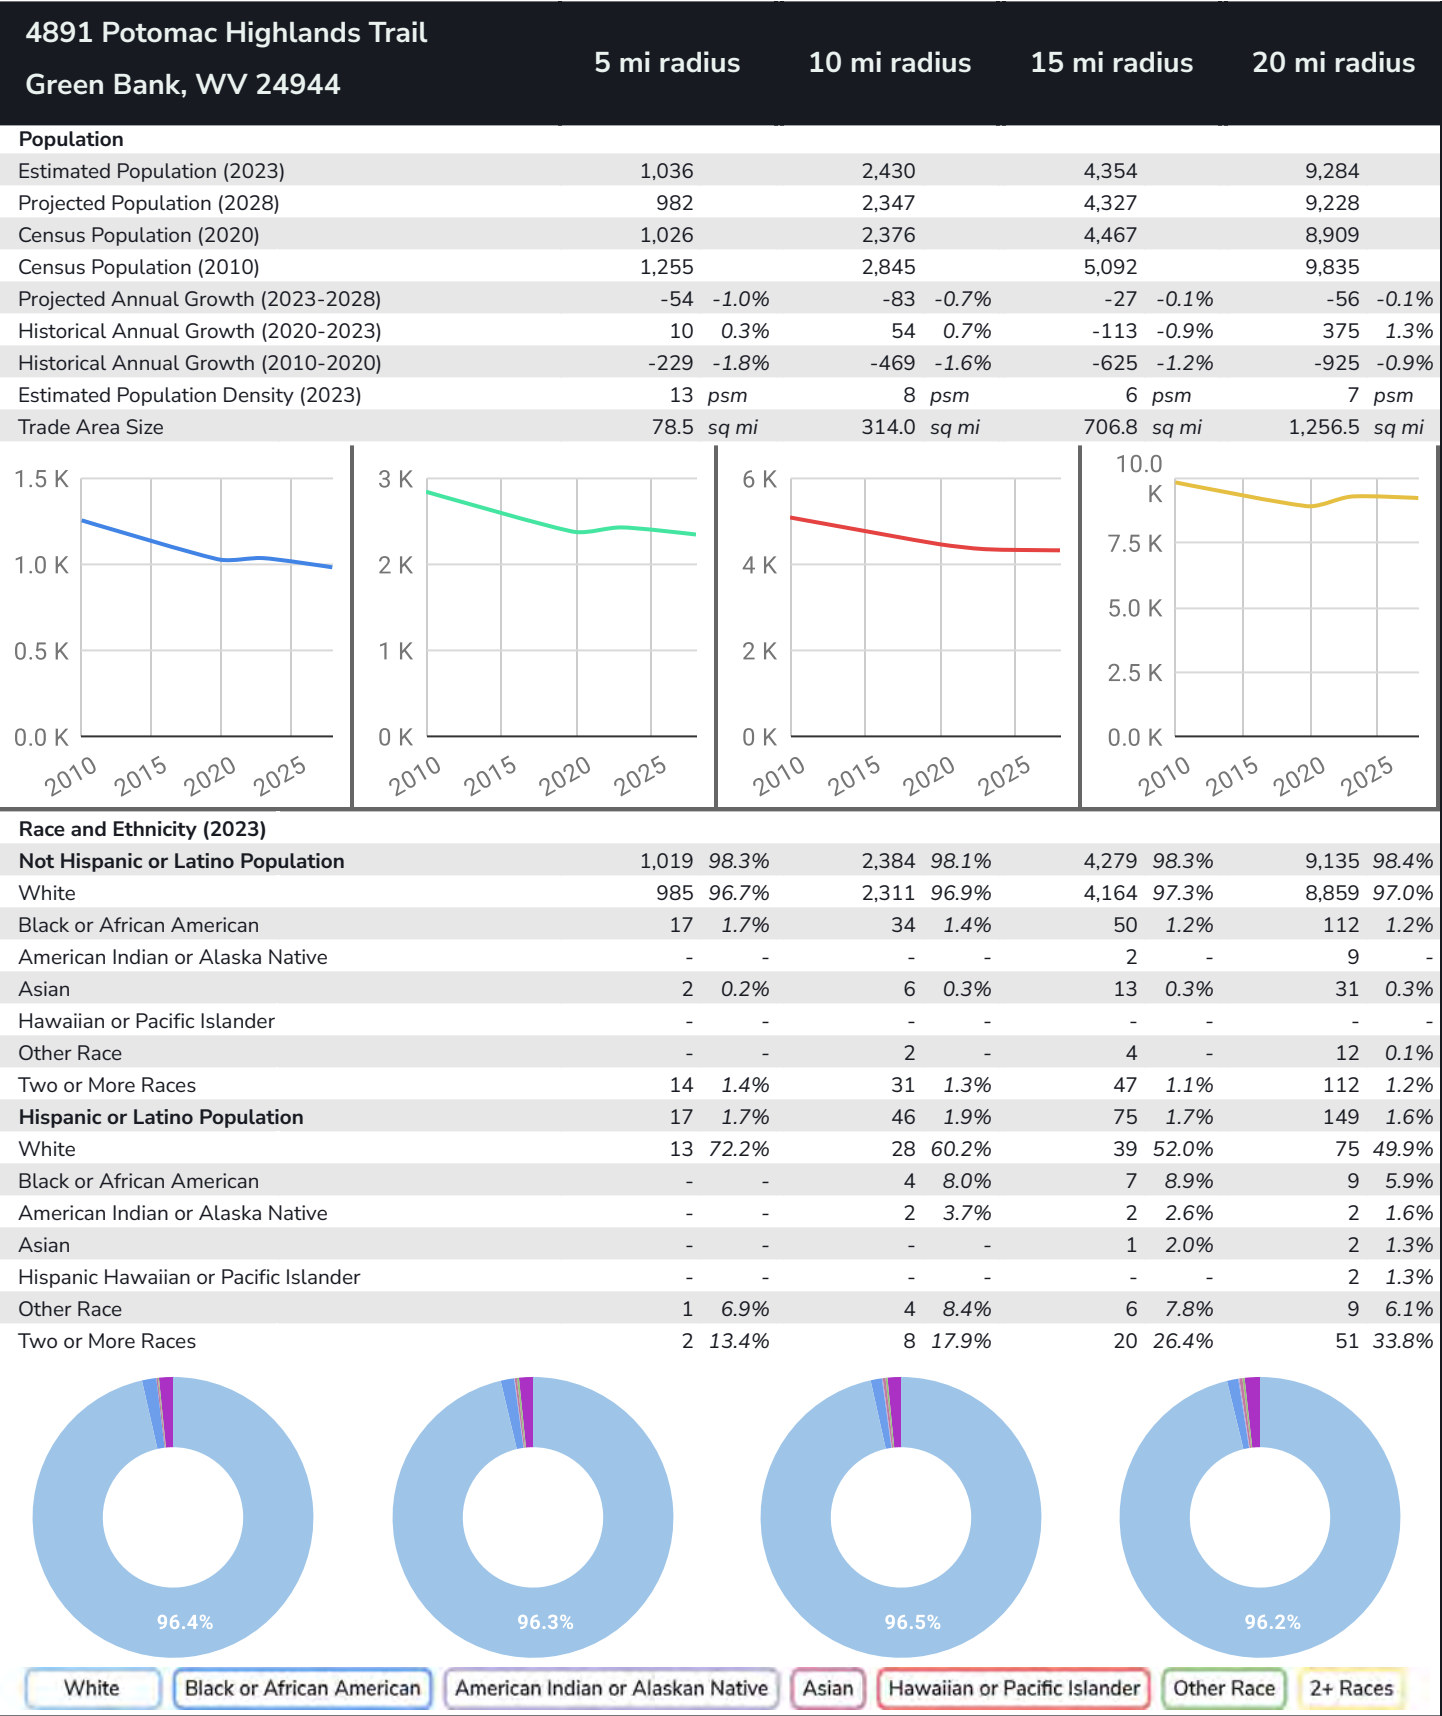 4891 Potomac Highlands Trail
Green Bank, WV 24944
5 mi radius 10 mi radius 15 mi radius 20 mi radius
Population
Estimated Population (2023) 1,036 2,430 4,354 9,284
Projected Population (2028) 982 2,347 4,327 9,228
Census Population (2020) 1,026 2,376 4,467 8,909
Census Population (2010) 1,255 2,845 5,092 9,835
Projected Annual Growth (2023-2028) -54 -1.0% -83 -0.7% -27 -0.1% -56 -0.1%
Historical Annual Growth (2020-2023) 10 0.3% 54 0.7% -113 -0.9% 375 1.3%
Historical Annual Growth (2010-2020) -229 -1.8% -469 -1.6% -625 -1.2% -925 -0.9%
Estimated Population Density (2023) 13 psm 8 psm 6 psm 7 psm
Trade Area Size 78.5 sq mi 314.0 sq mi 706.8 sq mi 1,256.5 sq mi
1.5 K
1.0 K
0.5 K
0.0 K
2010 2015 2020 2025
3 K
2 K
1 K
0 K
2010 2015 2020 2025
6 K
4 K
2 K
0 K
2010 2015 2020 2025
10.0
K
7.5 K
5.0 K
2.5 K
0.0 K
2010 2015 2020 2025
Race and Ethnicity (2023)
Not Hispanic or Latino Population 1,019 98.3% 2,384 98.1% 4,279 98.3% 9,135 98.4%
White 985 96.7% 2,311 96.9% 4,164 97.3% 8,859 97.0%
Black or African American 17 1.7% 34 1.4% 50 1.2% 112 1.2%
American Indian or Alaska Native - - - - 2 - 9 -
Asian 2 0.2% 6 0.3% 13 0.3% 31 0.3%
Hawaiian or Pacific Islander - - - - - - - -
Other Race - - 2 - 4 - 12 0.1%
Two or More Races 14 1.4% 31 1.3% 47 1.1% 112 1.2%
Hispanic or Latino Population 17 1.7% 46 1.9% 75 1.7% 149 1.6%
White 13 72.2% 28 60.2% 39 52.0% 75 49.9%
Black or African American - - 4 8.0% 7 8.9% 9 5.9%
American Indian or Alaska Native - - 2 3.7% 2 2.6% 2 1.6%
Asian - - - - 1 2.0% 2 1.3%
Hispanic Hawaiian or Pacific Islander - - - - - - 2 1.3%
Other Race 1 6.9% 4 8.4% 6 7.8% 9 6.1%
Two or More Races 2 13.4% 8 17.9% 20 26.4% 51 33.8%
96.4% 96.3% 96.5% 96.2%
White Black or African American American Indian or Alaskan Native Asian Hawaiian or Pacific Islander Other Race 2+ Races